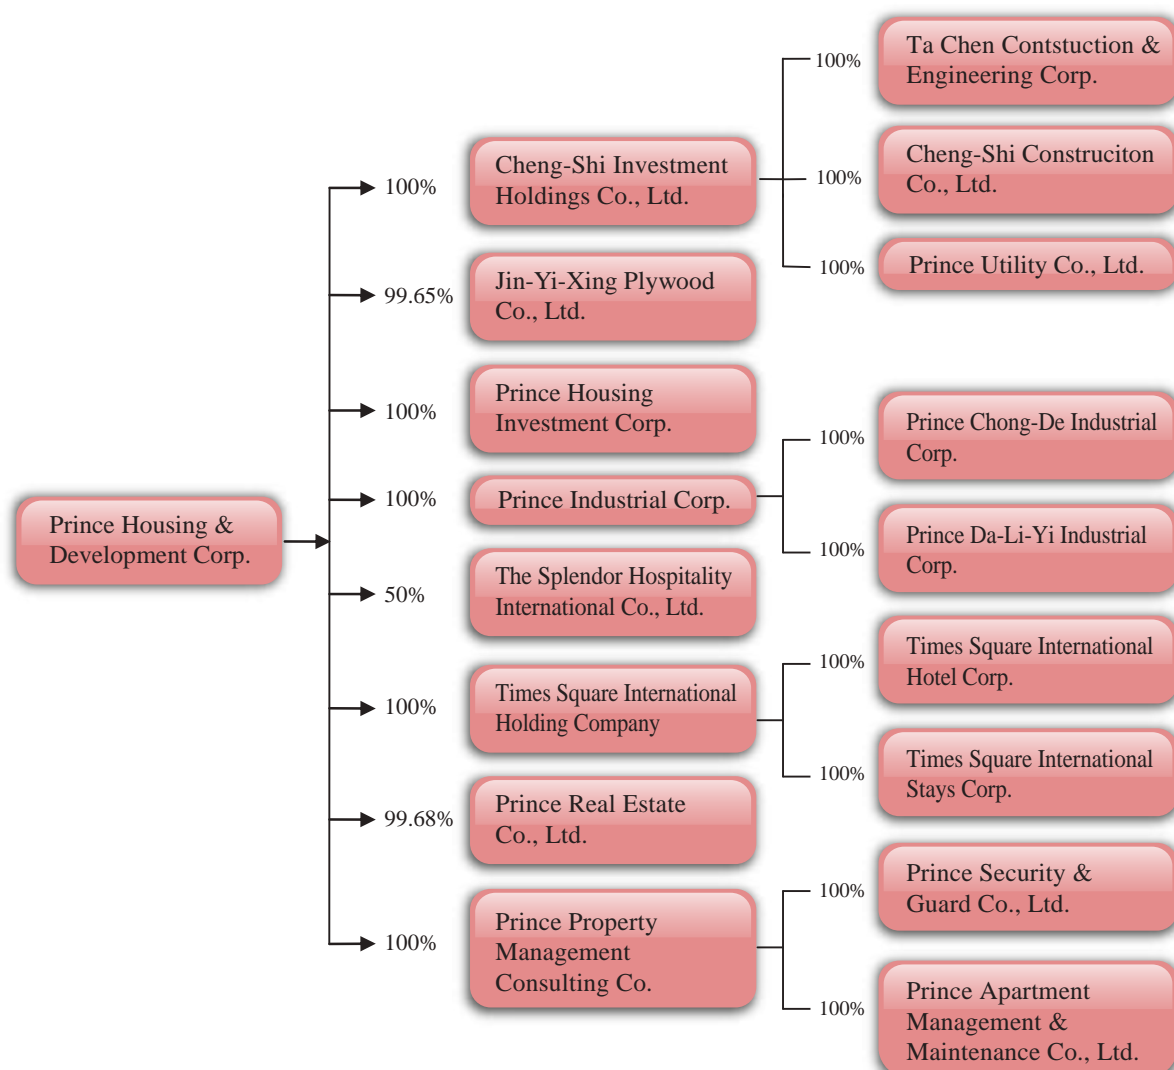 Prince Housing &
Development Corp.
100%
Cheng-Shi Investment
Holdings Co., Ltd.
100%
Ta Chen Contstuction &
Engineering Corp.
100%
Cheng-Shi Construciton
Co., Ltd.
100%
Prince Utility Co., Ltd.
99.65%
Jin-Yi-Xing Plywood
Co., Ltd.
100%
Prince Housing
Investment Corp.
100%
Prince Industrial Corp.
100%
Prince Chong-De Industrial
Corp.
100%
Prince Da-Li-Yi Industrial
Corp.
50%
The Splendor Hospitality
International Co., Ltd.
100%
Times Square International
Holding Company
100%
Times Square International
Hotel Corp.
100%
Times Square International
Stays Corp.
99.68%
Prince Real Estate
Co., Ltd.
100%
Prince Property
Management
Consulting Co.
100%
Prince Security &
Guard Co., Ltd.
100%
Prince Apartment
Management &
Maintenance Co., Ltd.